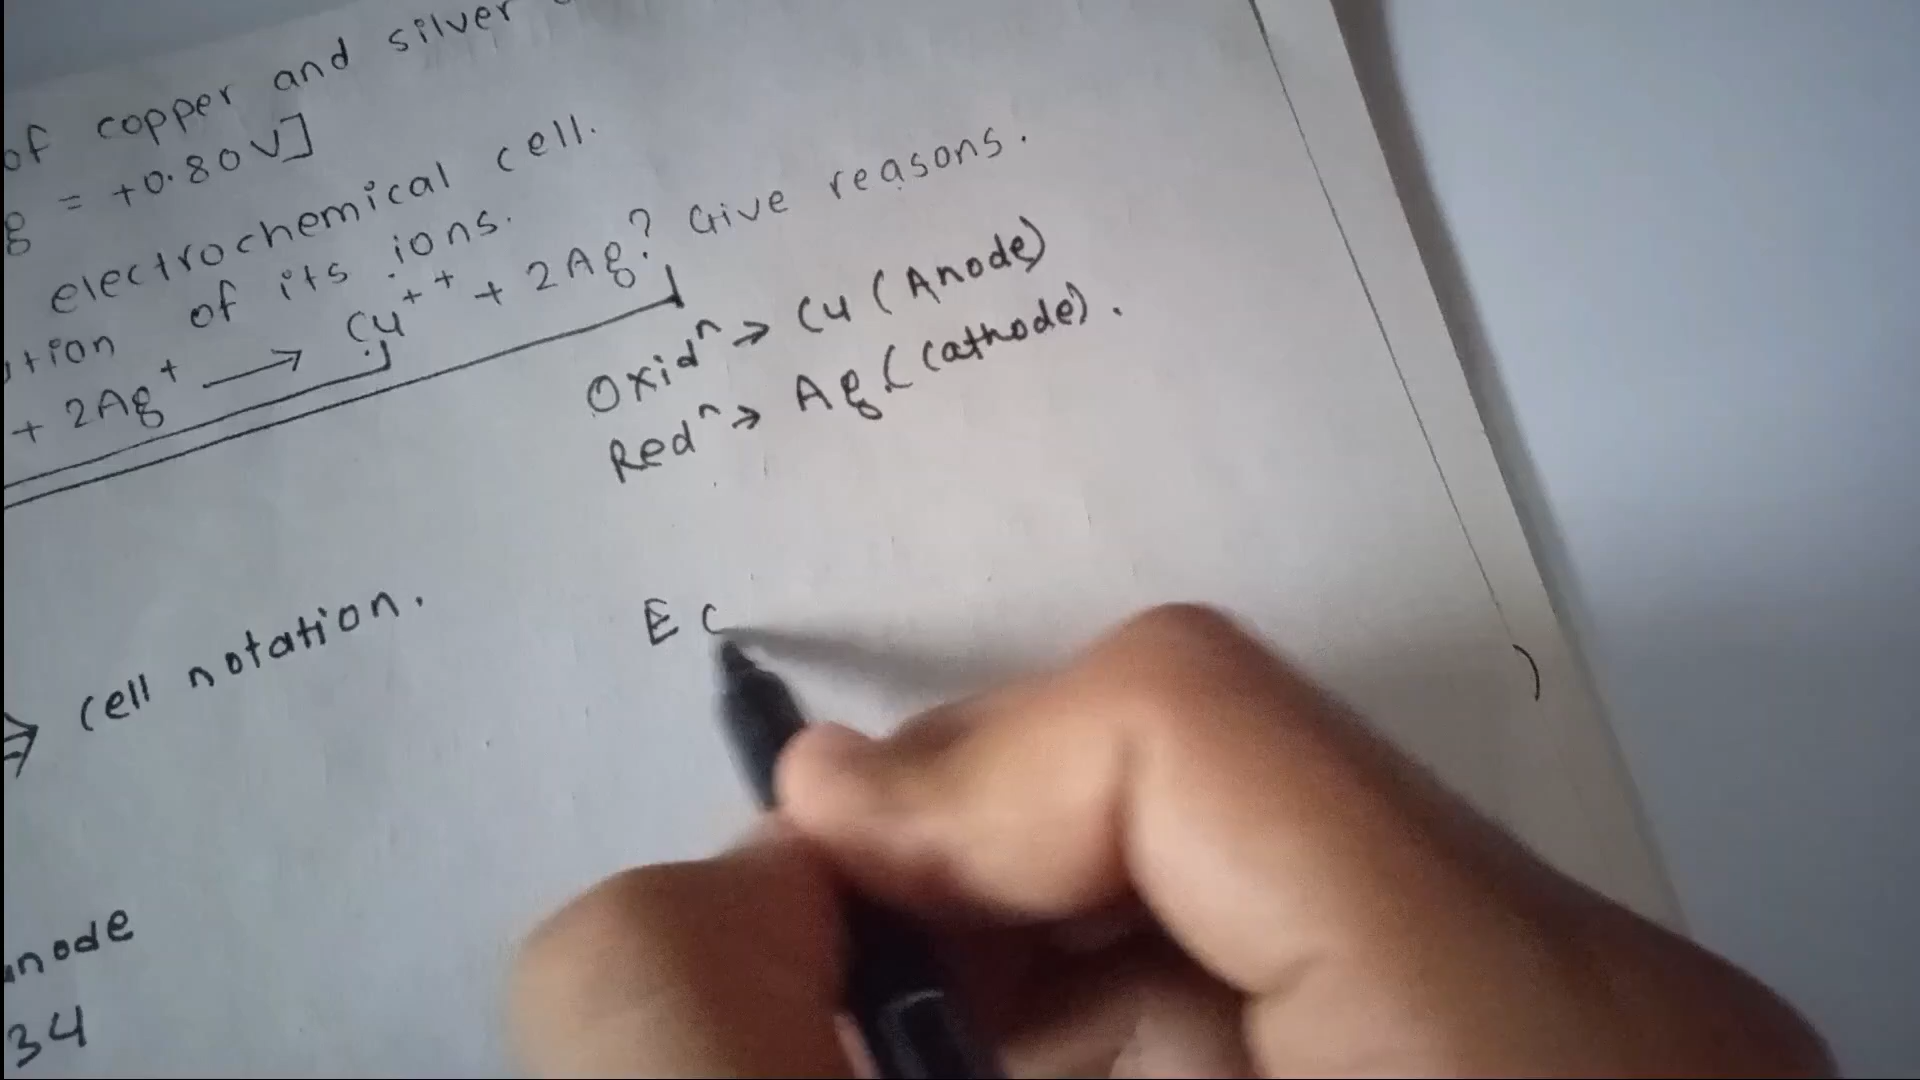 of copper and silver
g = +0.80V]
electrochemical cell.
of its ions.
+ 2Ag⁺ → Cu⁺⁺ + 2Ag? Give reasons.
Oxidⁿ → Cu (Anode)
Redⁿ → Ag (Cathode).
⇒ cell notation.
E c
node
34